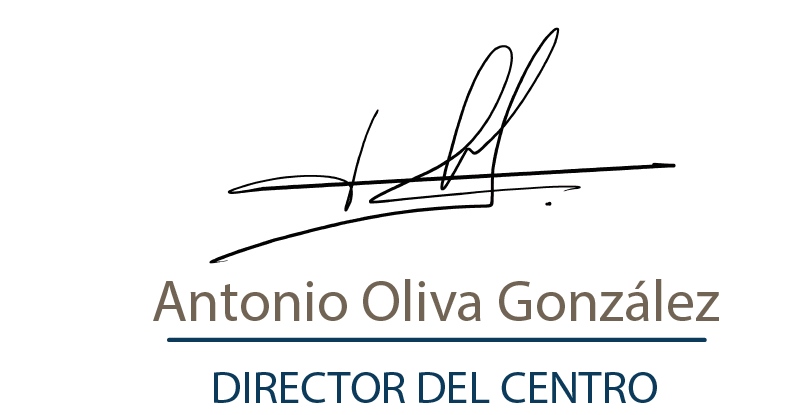 Antonio Oliva González
DIRECTOR DEL CENTRO